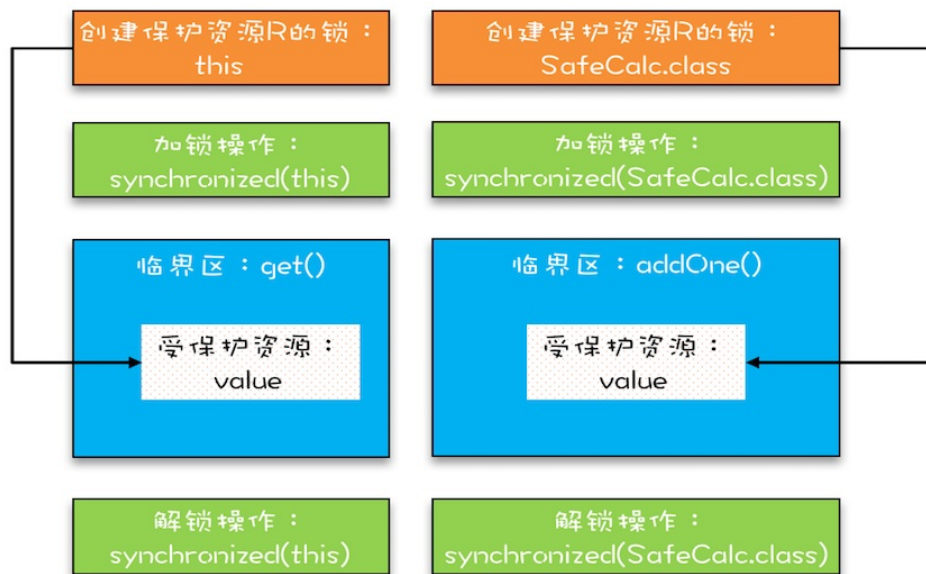 创建保护资源R的锁：
this
加锁操作：
synchronized(this)
临界区：get()
受保护资源：
value
解锁操作：
synchronized(this)
创建保护资源R的锁：
SafeCalc.class
加锁操作：
synchronized(SafeCalc.class)
临界区：addOne()
受保护资源：
value
解锁操作：
synchronized(SafeCalc.class)